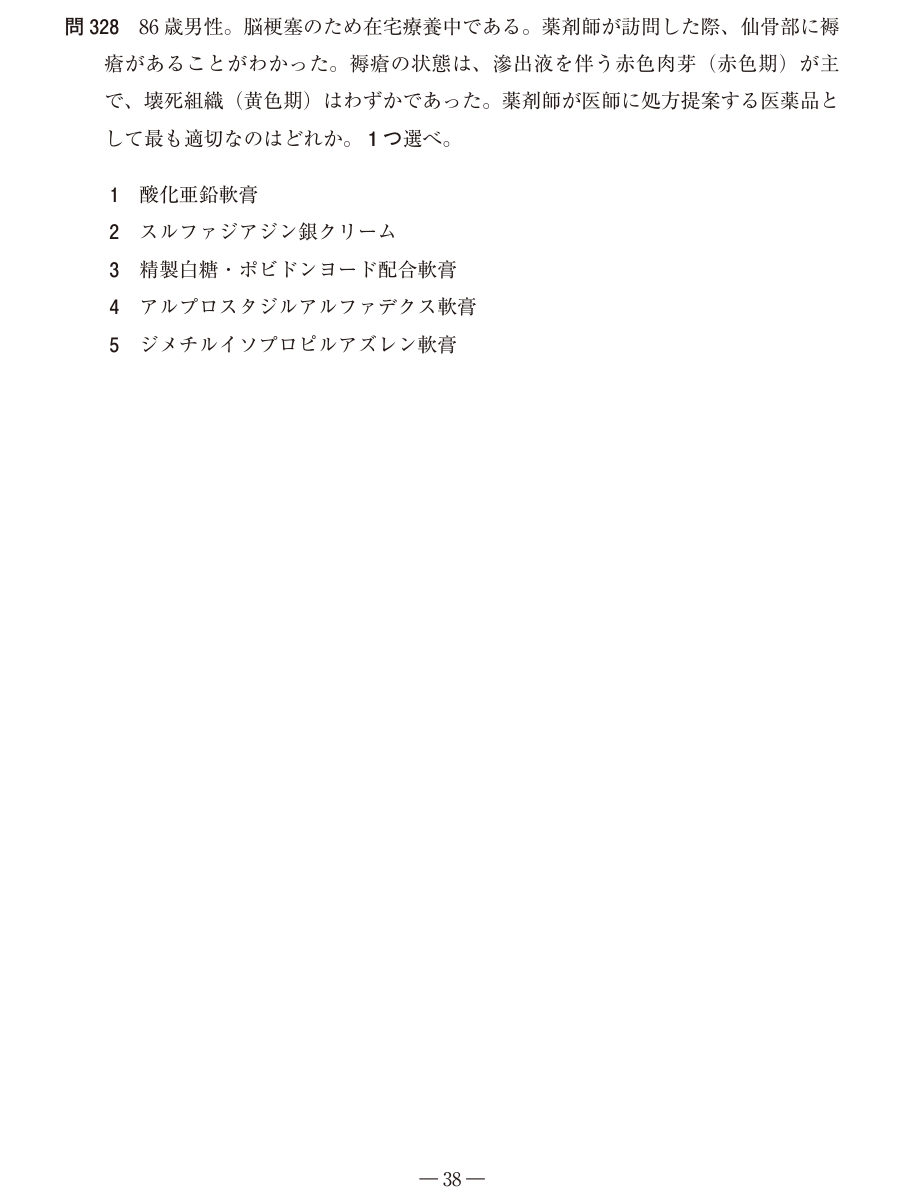 問 328　86 歳男性。脳梗塞のため在宅療養中である。薬剤師が訪問した際、仙骨部に褥
瘡があることがわかった。褥瘡の状態は、滲出液を伴う赤色肉芽（赤色期）が主
で、壊死組織（黄色期）はわずかであった。薬剤師が医師に処方提案する医薬品と
して最も適切なのはどれか。1 つ選べ。
1　酸化亜鉛軟膏
2　スルファジアジン銀クリーム
3　精製白糖・ポビドンヨード配合軟膏
4　アルプロスタジルアルファデクス軟膏
5　ジメチルイソプロピルアズレン軟膏
― 38 ―